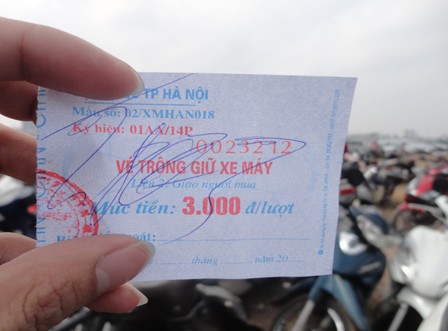 TP HÀ NỘI
Mẫu số: 02/XMHAN018
Ký hiệu: 01AA/14P
0023212
VÉ TRÔNG GIỮ XE MÁY
Liên 2: Giao người mua
Mức tiền: 3.000 đ/lượt
tháng năm 20